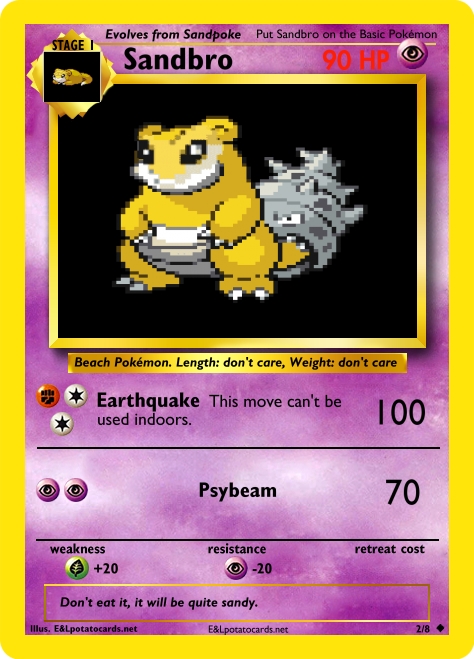 Evolves from Sandpoke
Put Sandbro on the Basic Pokémon
STAGE 1
Sandbro
90 HP
Beach Pokémon. Length: don't care, Weight: don't care
Earthquake This move can't be
used indoors.
100
Psybeam
70
weakness
resistance
retreat cost
+20
-20
Don't eat it, it will be quite sandy.
Illus. E&Lpotatocards.net
E&Lpotatocards.net
2/8